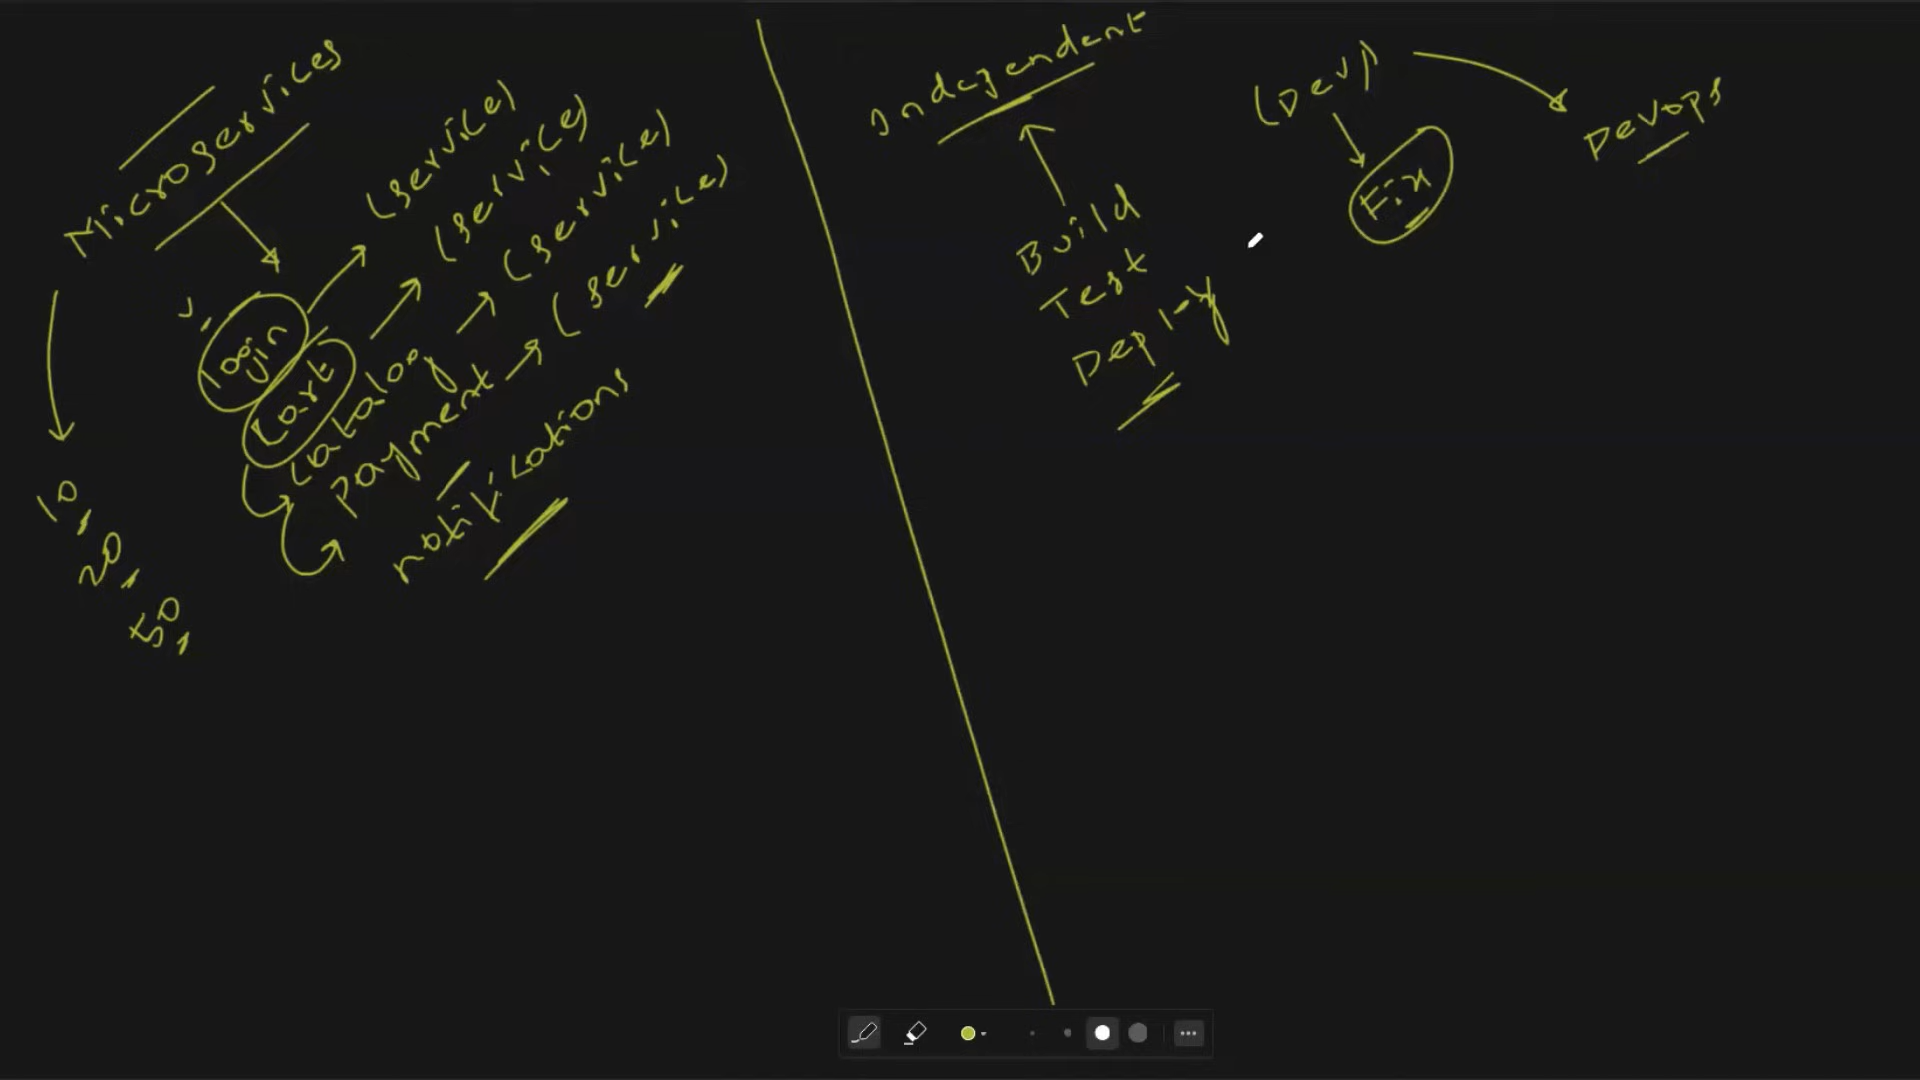 Microservices
login (service)
cart (service)
catalog (service)
payment (service)
notifications
10,
20,
50,
Independent
Build
Test
Deploy
(Dev)
Fix
Devops